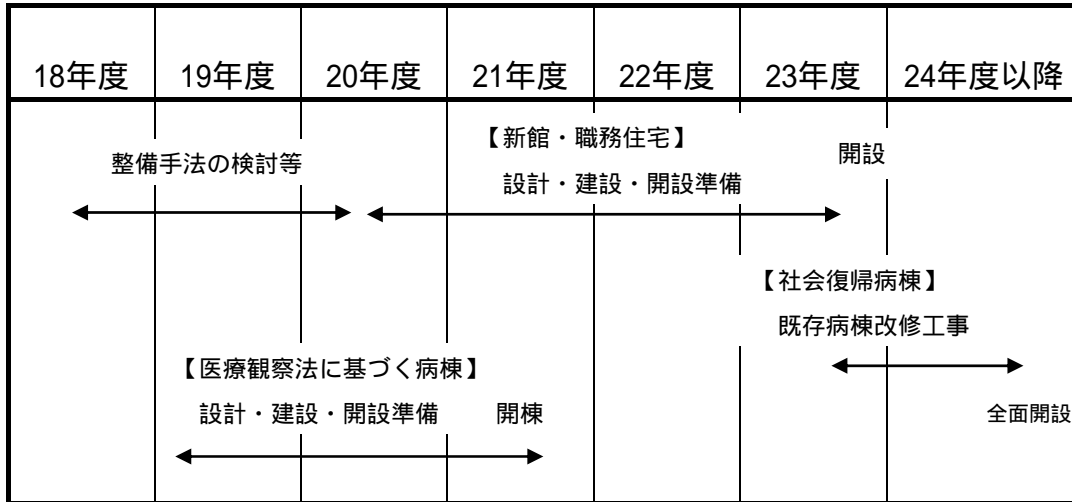 18年度 19年度 20年度 21年度 22年度 23年度 24年度以降
整備手法の検討等
【新館・職務住宅】
設計・建設・開設準備
開設
【社会復帰病棟】
既存病棟改修工事
全面開設
【医療観察法に基づく病棟】
設計・建設・開設準備 開棟